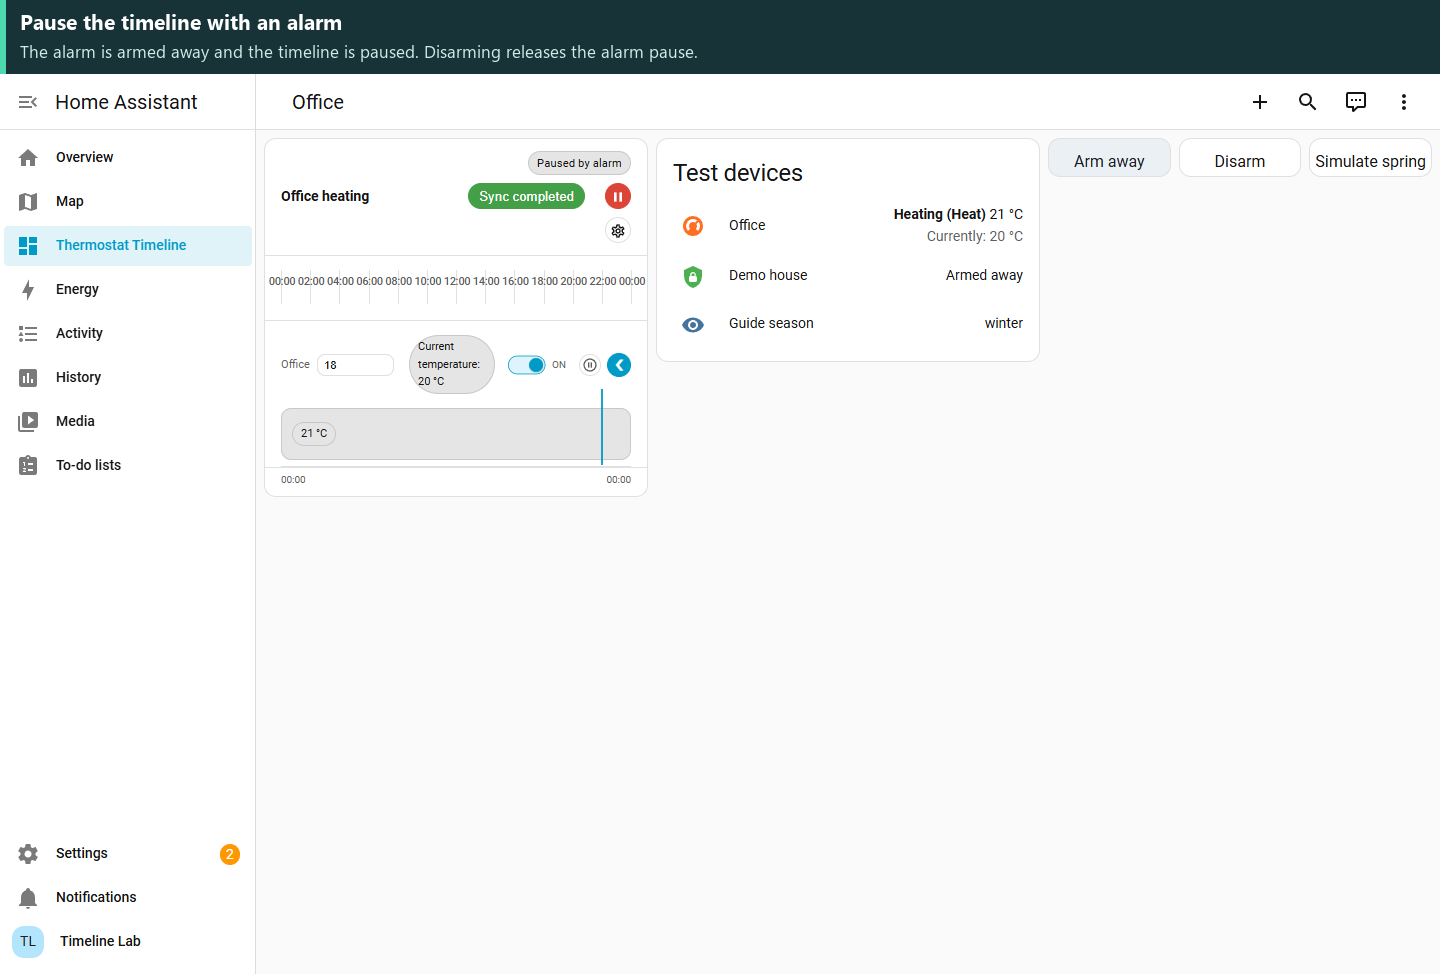 Pause the timeline with an alarm
The alarm is armed away and the timeline is paused. Disarming releases the alarm pause.
Home Assistant
Office
Overview
Map
Thermostat Timeline
Energy
Activity
History
Media
To-do lists
Settings
2
Notifications
TL
Timeline Lab
Paused by alarm
Office heating
Sync completed
00:00 02:00 04:00 06:00 08:00 10:00 12:00 14:00 16:00 18:00 20:00 22:00 00:00
Office
18
Current
temperature:
20 °C
ON
21 °C
00:00
00:00
Test devices
Office
Heating (Heat) 21 °C
Currently: 20 °C
Demo house
Armed away
Guide season
winter
Arm away
Disarm
Simulate spring